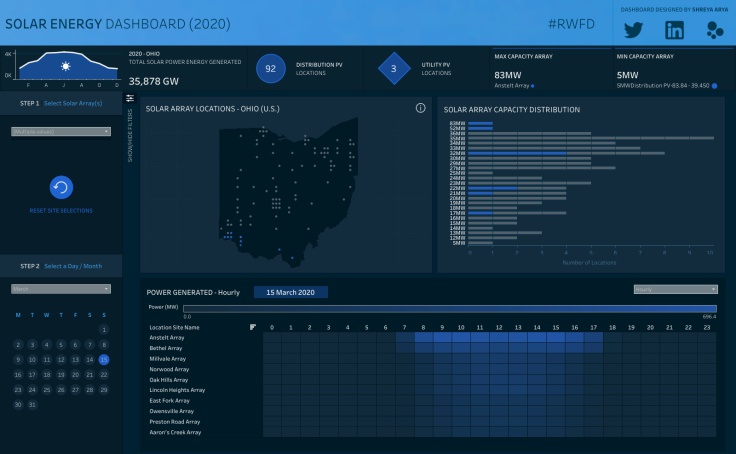 DASHBOARD DESIGNED BY SHREYA ARYA
SOLAR ENERGY DASHBOARD (2020)
#RWFD
4K
0K
F A J A O D
2020 - OHIO
TOTAL SOLAR POWER ENERGY GENERATED
35,878 GW
92
DISTRIBUTION PV
LOCATIONS
3
UTILITY PV
LOCATIONS
MAX CAPACITY ARRAY
83MW
Anstelt Array
MIN CAPACITY ARRAY
5MW
5MWDistribution PV-83.84 - 39.450
STEP 1 Select Solar Array(s)
(Multiple values)
RESET SITE SELECTIONS
STEP 2 Select a Day / Month
March
M T W T F S S
1
2 3 4 5 6 7 8
9 10 11 12 13 14 15
16 17 18 19 20 21 22
23 24 25 26 27 28 29
30 31
SHOW/HIDE FILTERS
SOLAR ARRAY LOCATIONS - OHIO (U.S.)
SOLAR ARRAY CAPACITY DISTRIBUTION
83MW
52MW
36MW
35MW
34MW
33MW
32MW
30MW
29MW
27MW
25MW
24MW
23MW
22MW
21MW
20MW
19MW
18MW
17MW
16MW
15MW
14MW
13MW
12MW
5MW
0 1 2 3 4 5 6 7 8 9 10
Number of Locations
POWER GENERATED - Hourly
15 March 2020
Hourly
Power (MW)
0.0
696.4
Location Site Name
0 1 2 3 4 5 6 7 8 9 10 11 12 13 14 15 16 17 18 19 20 21 22 23
Anstelt Array
Bethel Array
Millvale Array
Norwood Array
Oak Hills Array
Lincoln Heights Array
East Fork Array
Owensville Array
Preston Road Array
Aaron's Creek Array